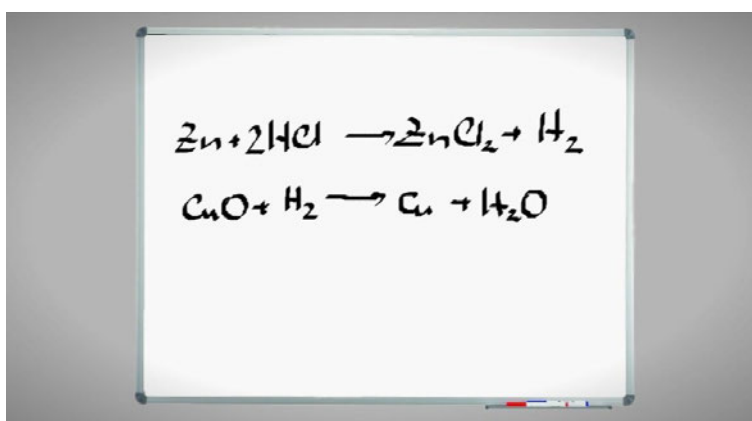 Zn+2HCl → ZnCl₂ + H₂
CuO + H₂ → Cu + H₂O